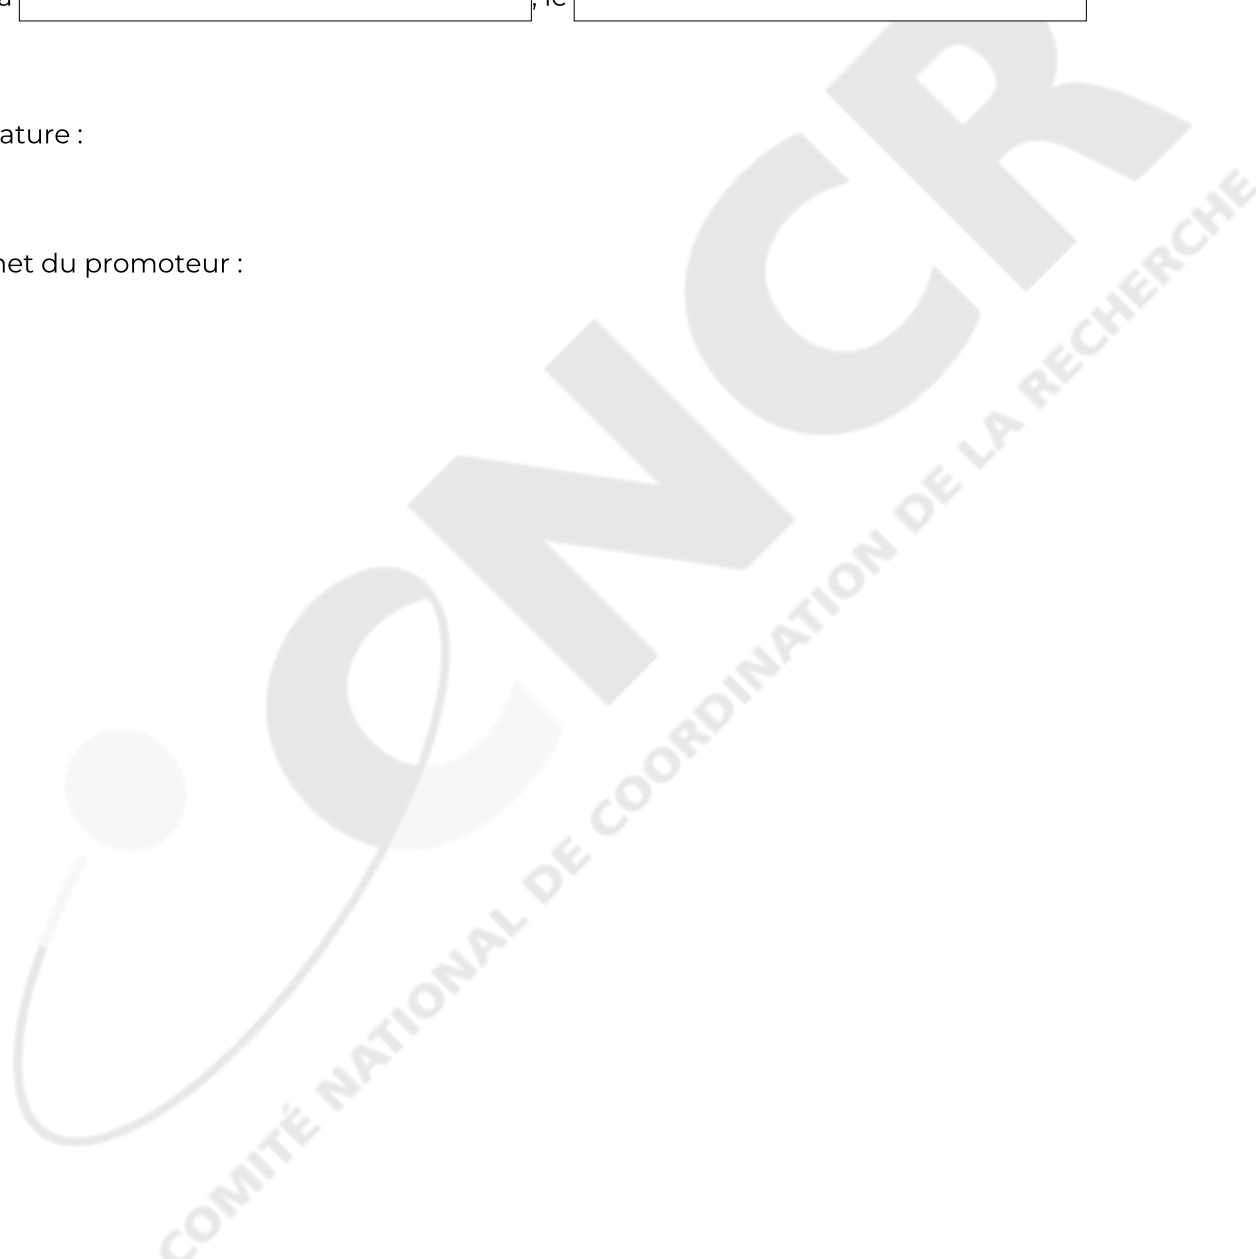 , le
ature :
net du promoteur :
CNCR
COMITÉ NATIONAL DE COORDINATION DE LA RECHERCHE